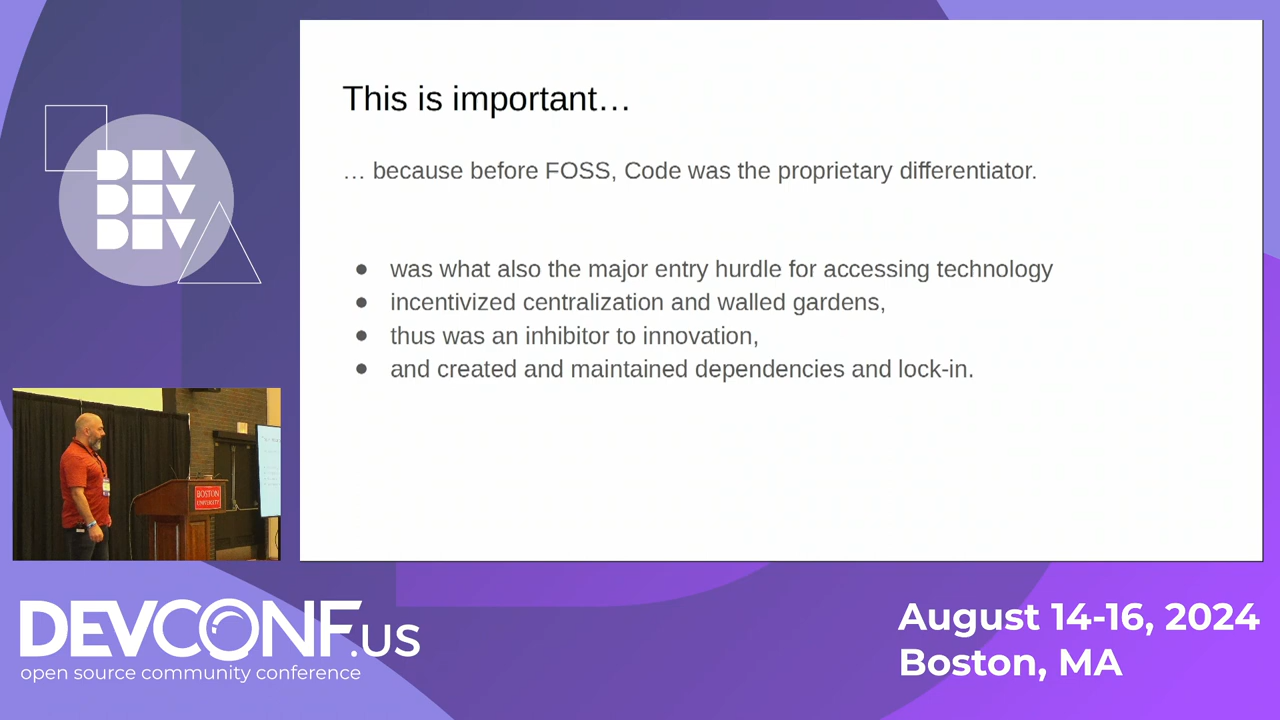 This is important…
… because before FOSS, Code was the proprietary differentiator.
● was what also the major entry hurdle for accessing technology
● incentivized centralization and walled gardens,
● thus was an inhibitor to innovation,
● and created and maintained dependencies and lock-in.
DEV
DEV
DEV
BOSTON
UNIVERSITY
DEVCONF.US
open source community conference
August 14-16, 2024
Boston, MA